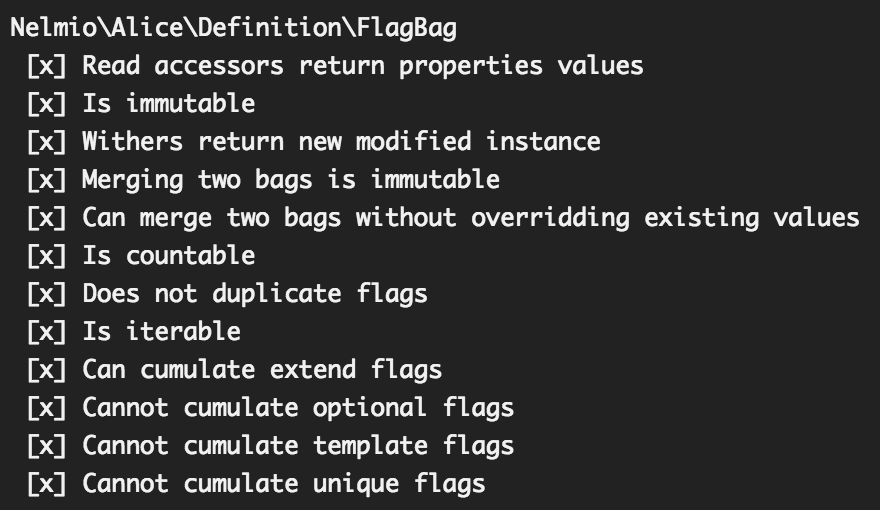 Nelmio\Alice\Definition\FlagBag
[x] Read accessors return properties values
[x] Is immutable
[x] Withers return new modified instance
[x] Merging two bags is immutable
[x] Can merge two bags without overridding existing values
[x] Is countable
[x] Does not duplicate flags
[x] Is iterable
[x] Can cumulate extend flags
[x] Cannot cumulate optional flags
[x] Cannot cumulate template flags
[x] Cannot cumulate unique flags